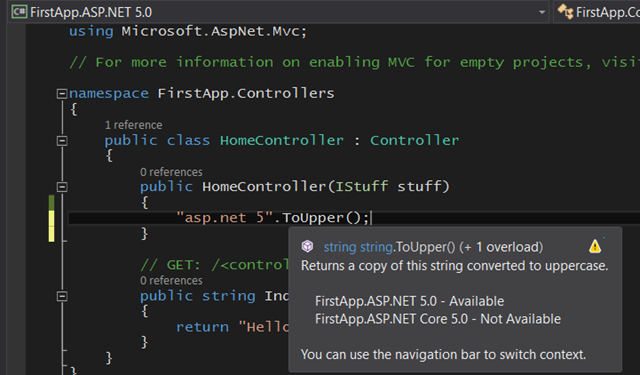 FirstApp.ASP.NET 5.0
FirstApp.Co
using Microsoft.AspNet.Mvc;
// For more information on enabling MVC for empty projects, visi
namespace FirstApp.Controllers
{
1 reference
public class HomeController : Controller
{
0 references
public HomeController(IStuff stuff)
{
"asp.net 5".ToUpper();
}
string string.ToUpper() (+ 1 overload)
Returns a copy of this string converted to uppercase.
FirstApp.ASP.NET 5.0 - Available
FirstApp.ASP.NET Core 5.0 - Not Available
You can use the navigation bar to switch context.
// GET: /<control
0 references
public string Ind
{
return "Hello
}
}
}